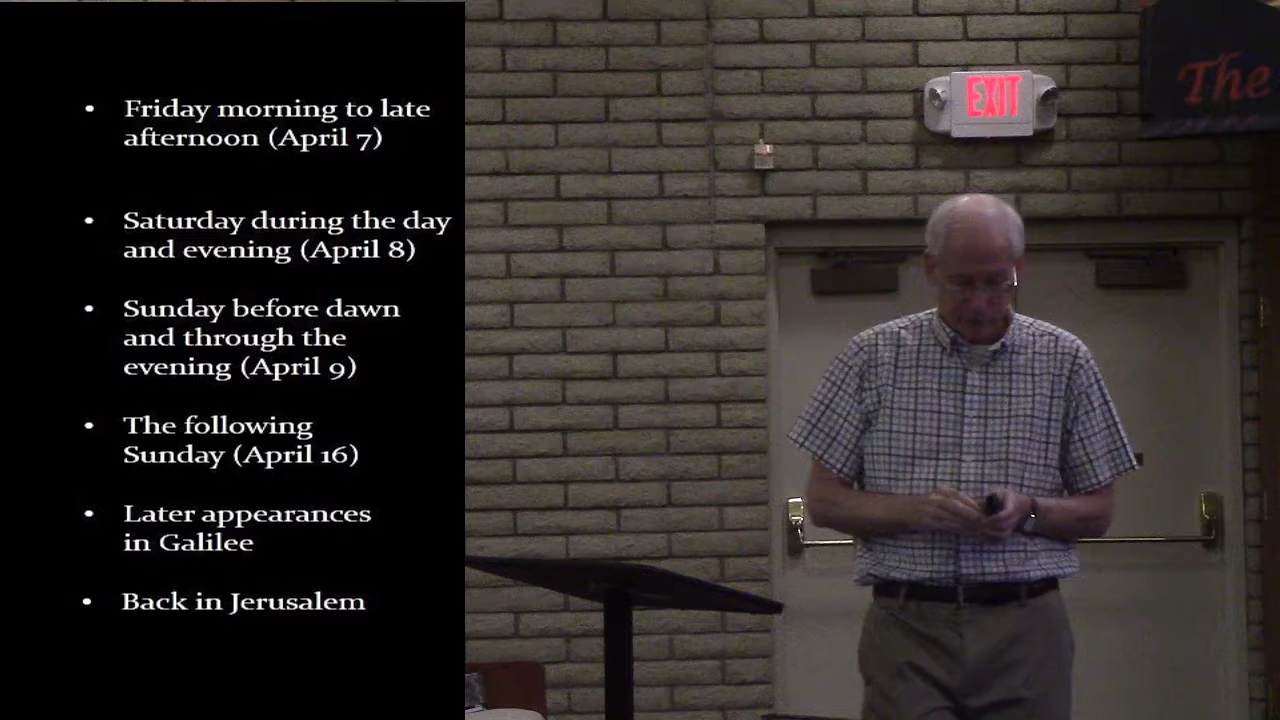 • Friday morning to late
afternoon (April 7)
• Saturday during the day
and evening (April 8)
• Sunday before dawn
and through the
evening (April 9)
• The following
Sunday (April 16)
• Later appearances
in Galilee
• Back in Jerusalem
EXIT
The